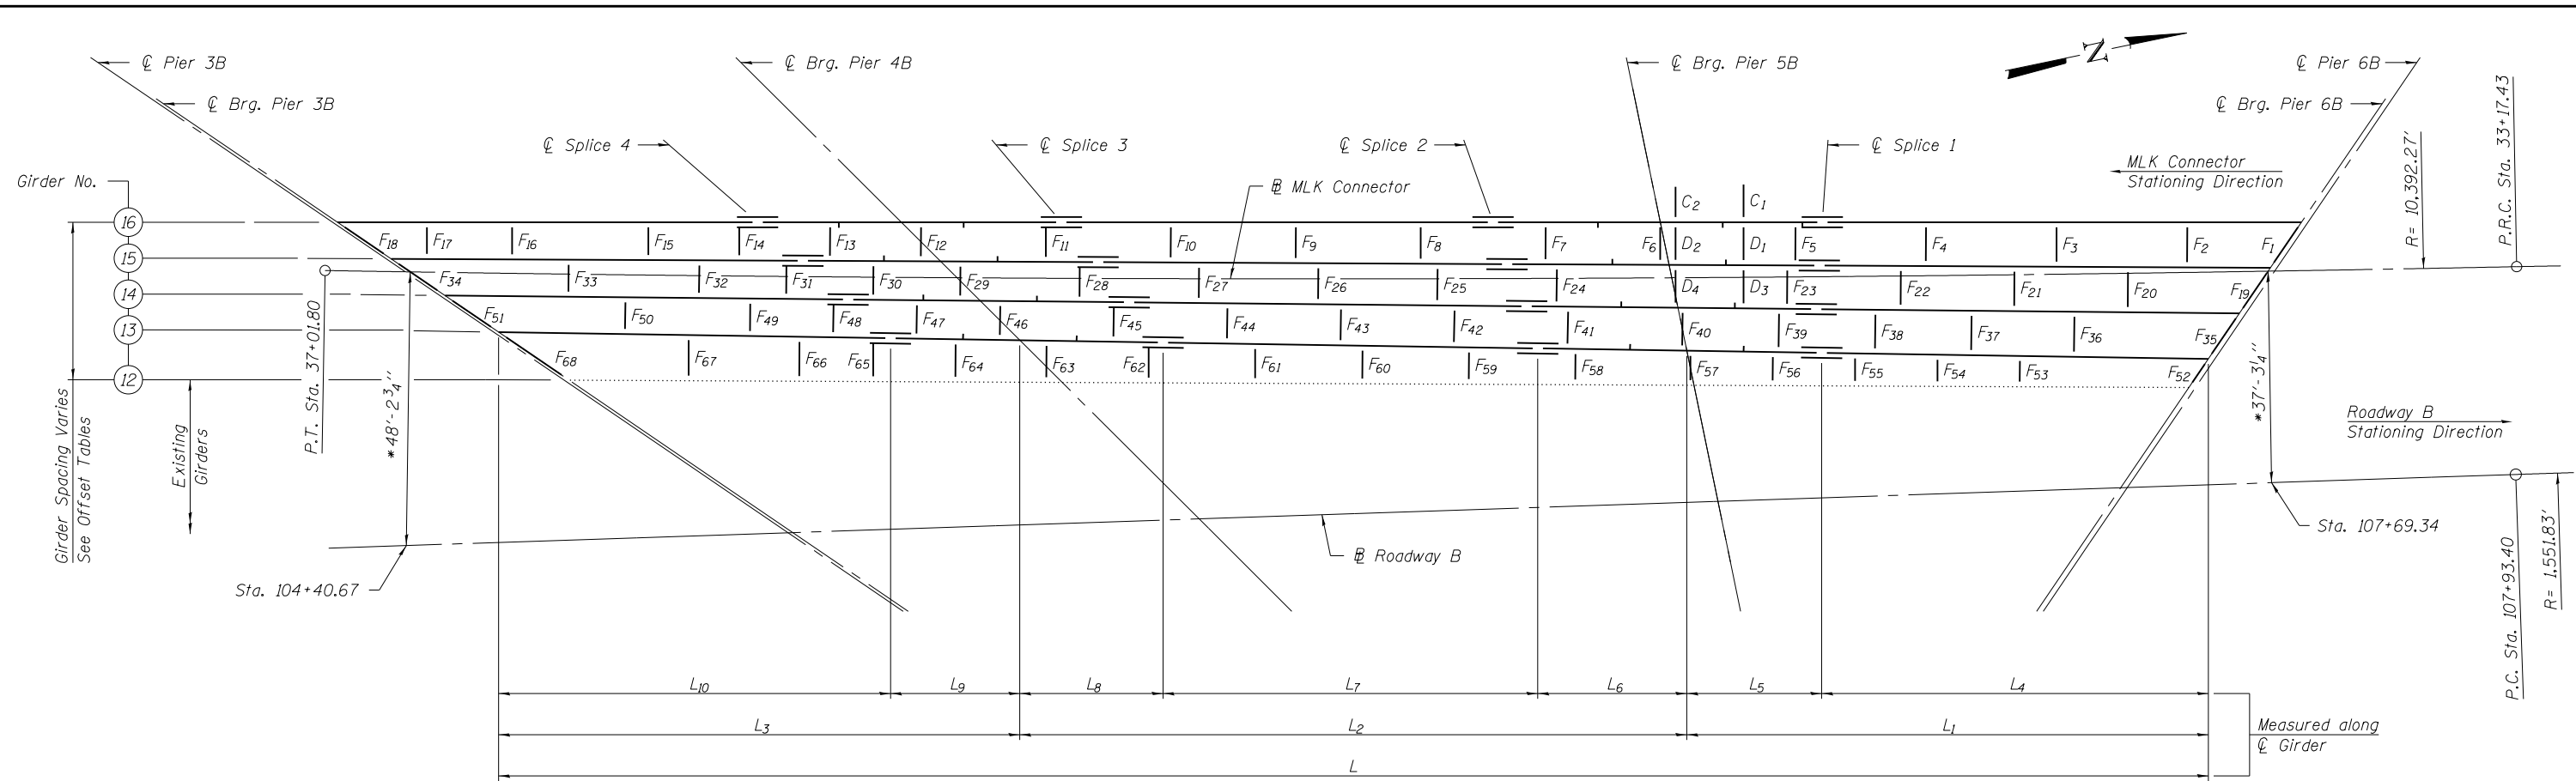 ℄ Pier 3B
℄ Brg. Pier 4B
℄ Brg. Pier 5B
℄ Pier 6B
N
℄ Brg. Pier 3B
℄ Brg. Pier 6B
℄ Splice 4
℄ Splice 3
℄ Splice 2
℄ Splice 1
R= 10,392.27'
P.R.C. Sta. 33+17.43
MLK Connector
Stationing Direction
Girder No.
℄ MLK Connector
C2
C1
16
F18
F17
F16
F15
F14
F13
F12
F11
F10
F9
F8
F7
F6
D2
D1
F5
F4
F3
F2
F1
15
F34
F33
F32
F31
F30
F29
F28
F27
F26
F25
F24
D4
D3
F23
F22
F21
F20
F19
14
F51
F50
F49
F48
F47
F46
F45
F44
F43
F42
F41
F40
F39
F38
F37
F36
F35
13
F68
F67
F66
F65
F64
F63
F62
F61
F60
F59
F58
F57
F56
F55
F54
F53
F52
12
P.T. Sta. 37+01.80
*48'-2¾''
*37'-3¼''
Girder Spacing Varies
See Offset Tables
Existing
Girders
Roadway B
Stationing Direction
Sta. 107+69.34
℄ Roadway B
Sta. 104+40.67
P.C. Sta. 107+93.40
R= 1,551.83'
L10
L9
L8
L7
L6
L5
L4
L3
L2
L1
Measured along
℄ Girder
L